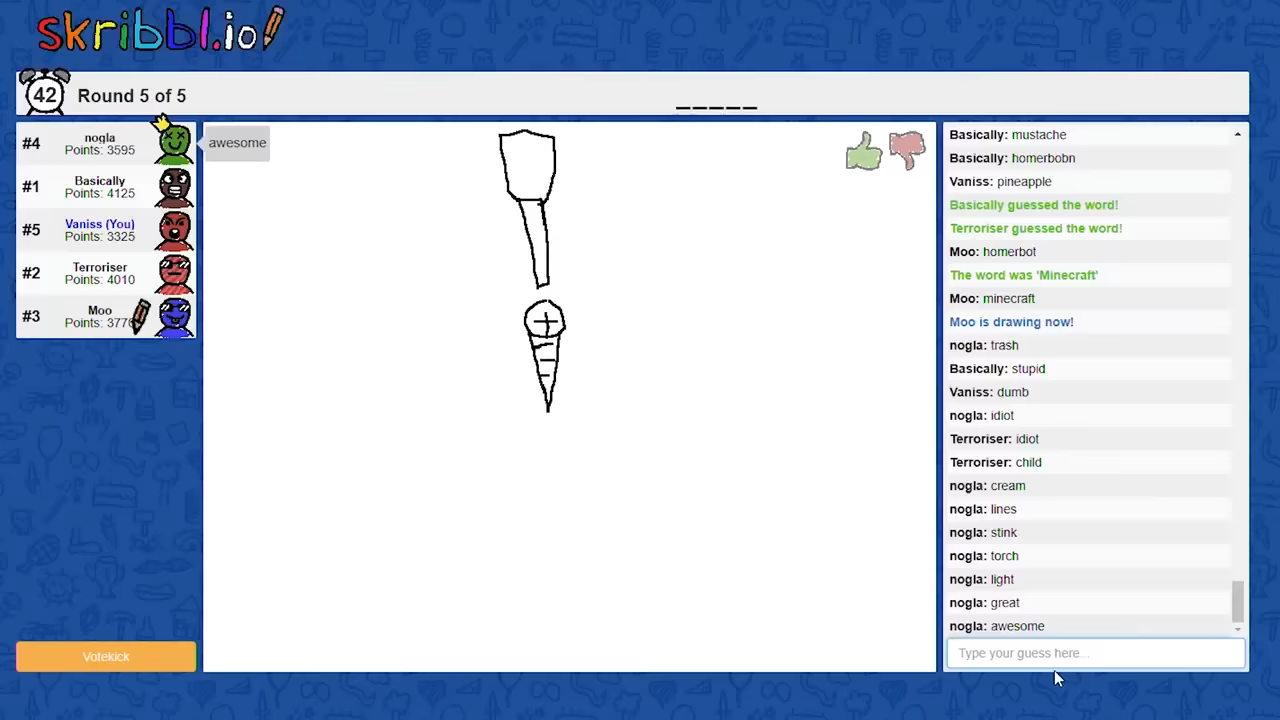 skribbl.io
42
Round 5 of 5
_____
#4
nogla
Points: 3595
#1
Basically
Points: 4125
#5
Vaniss (You)
Points: 3325
#2
Terroriser
Points: 4010
#3
Moo
Points: 3776
awesome
Basically: mustache
Basically: homerbobn
Vaniss: pineapple
Basically guessed the word!
Terroriser guessed the word!
Moo: homerbot
The word was 'Minecraft'
Moo: minecraft
Moo is drawing now!
nogla: trash
Basically: stupid
Vaniss: dumb
nogla: idiot
Terroriser: idiot
Terroriser: child
nogla: cream
nogla: lines
nogla: stink
nogla: torch
nogla: light
nogla: great
nogla: awesome
Type your guess here...
Votekick